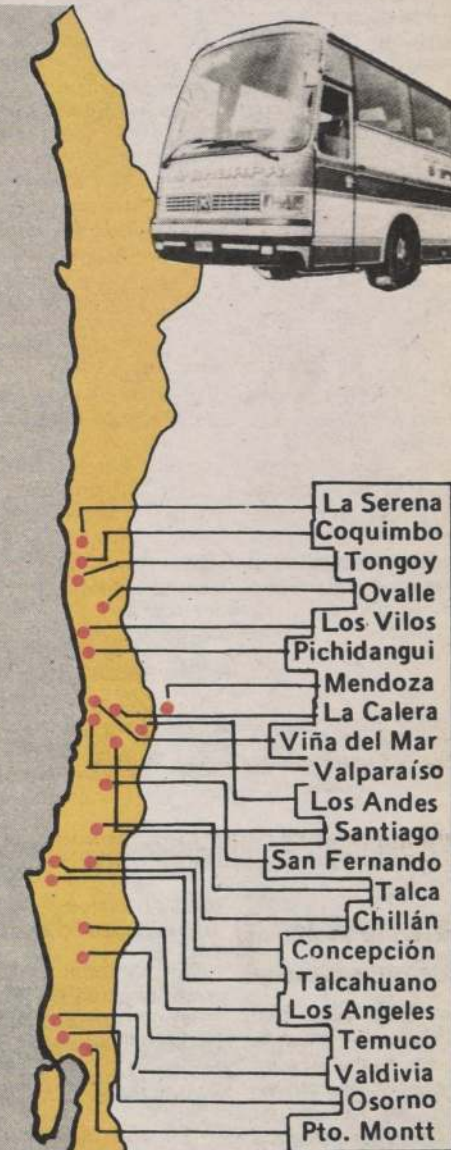 La Serena
Coquimbo
Tongoy
Ovalle
Los Vilos
Pichidangui
Mendoza
La Calera
Viña del Mar
Valparaíso
Los Andes
Santiago
San Fernando
Talca
Chillán
Concepción
Talcahuano
Los Angeles
Temuco
Valdivia
Osorno
Pto. Montt